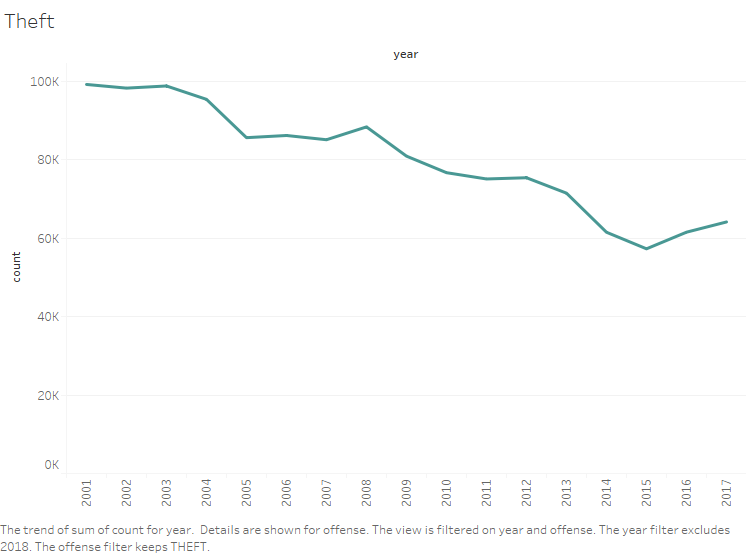 Theft
year
100K
80K
60K
40K
20K
0K
count
2001
2002
2003
2004
2005
2006
2007
2008
2009
2010
2011
2012
2013
2014
2015
2016
2017
The trend of sum of count for year.  Details are shown for offense. The view is filtered on year and offense. The year filter excludes
2018. The offense filter keeps THEFT.